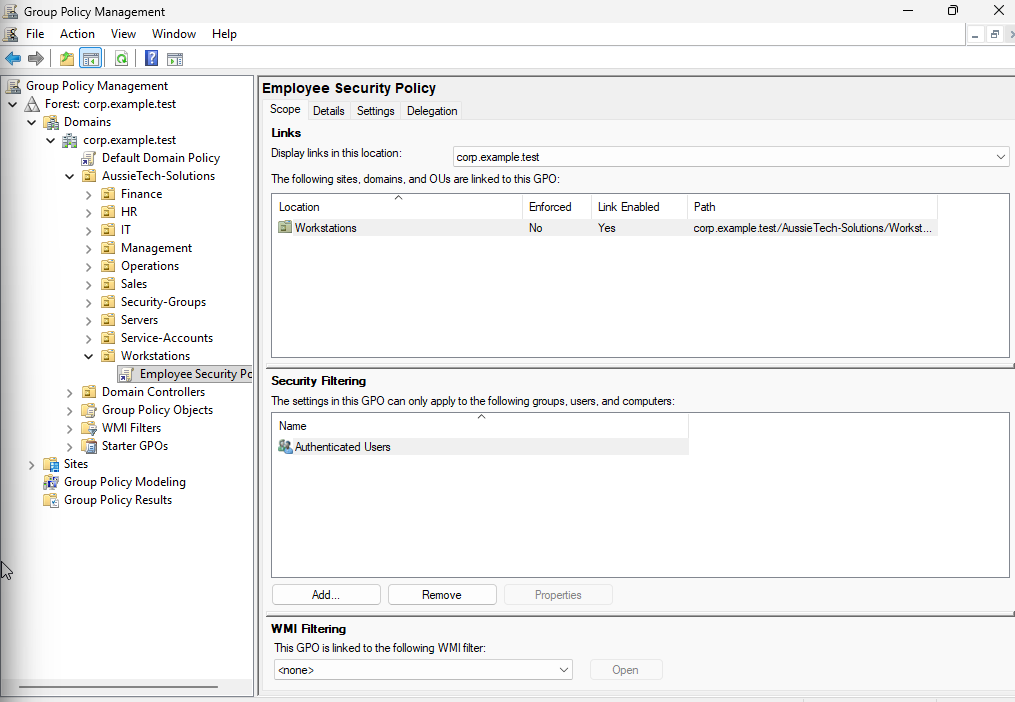 Group Policy Management
File Action View Window Help
Group Policy Management
Forest: corp.example.test
Domains
corp.example.test
Default Domain Policy
AussieTech-Solutions
Finance
HR
IT
Management
Operations
Sales
Security-Groups
Servers
Service-Accounts
Workstations
Employee Security Po
Domain Controllers
Group Policy Objects
WMI Filters
Starter GPOs
Sites
Group Policy Modeling
Group Policy Results
Employee Security Policy
Scope Details Settings Delegation
Links
Display links in this location: corp.example.test
The following sites, domains, and OUs are linked to this GPO:
Location Enforced Link Enabled Path
Workstations No Yes corp.example.test/AussieTech-Solutions/Workst...
Security Filtering
The settings in this GPO can only apply to the following groups, users, and computers:
Name
Authenticated Users
Add... Remove Properties
WMI Filtering
This GPO is linked to the following WMI filter:
<none> Open